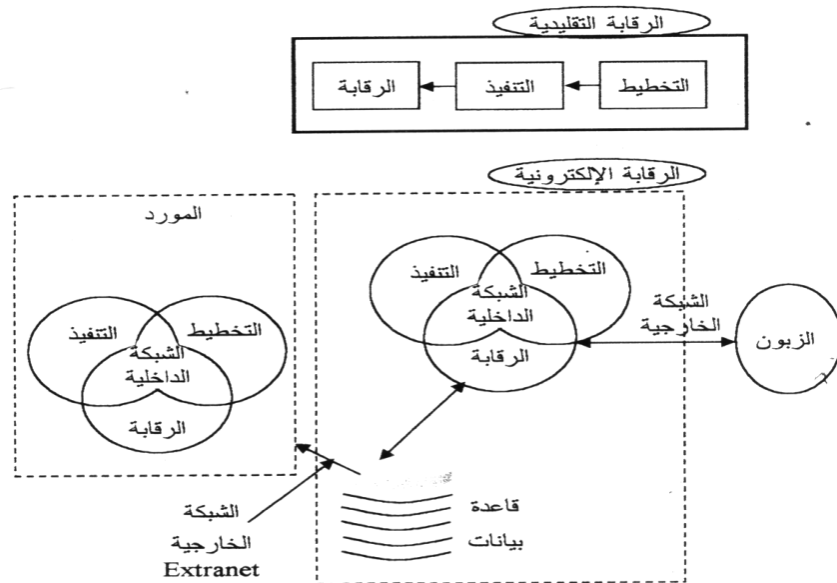 الرقابة التقليدية
التخطيط
التنفيذ
الرقابة
الرقابة الإلكترونية
التخطيط
التنفيذ
الشبكة
الداخلية
الرقابة
الشبكة
الخارجية
الزبون
قاعدة
بيانات
المورد
التخطيط
التنفيذ
الشبكة
الداخلية
الرقابة
الشبكة
الخارجية
Extranet